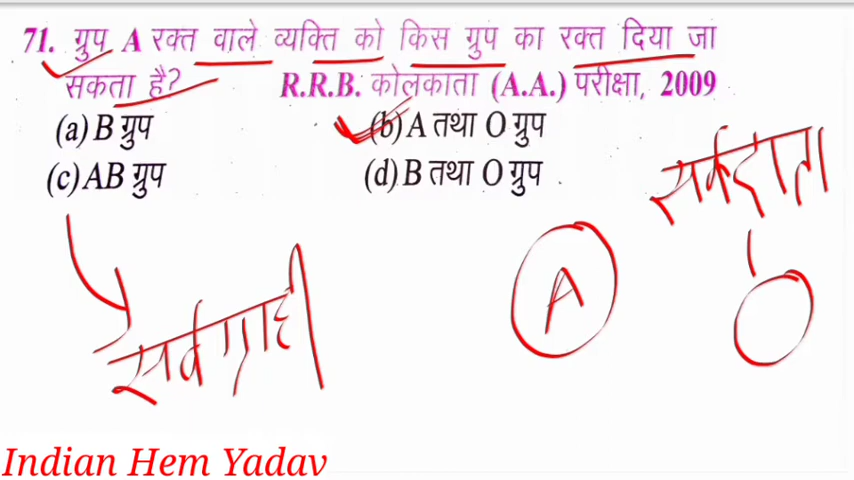 71. ग्रुप A रक्त वाले व्यक्ति को किस ग्रुप का रक्त दिया जा
सकता है? R.R.B. कोलकाता (A.A.) परीक्षा, 2009
(a) B ग्रुप (b) A तथा O ग्रुप
(c) AB ग्रुप (d) B तथा O ग्रुप
सर्वदाता
A O
सर्वग्राही
Indian Hem Yadav